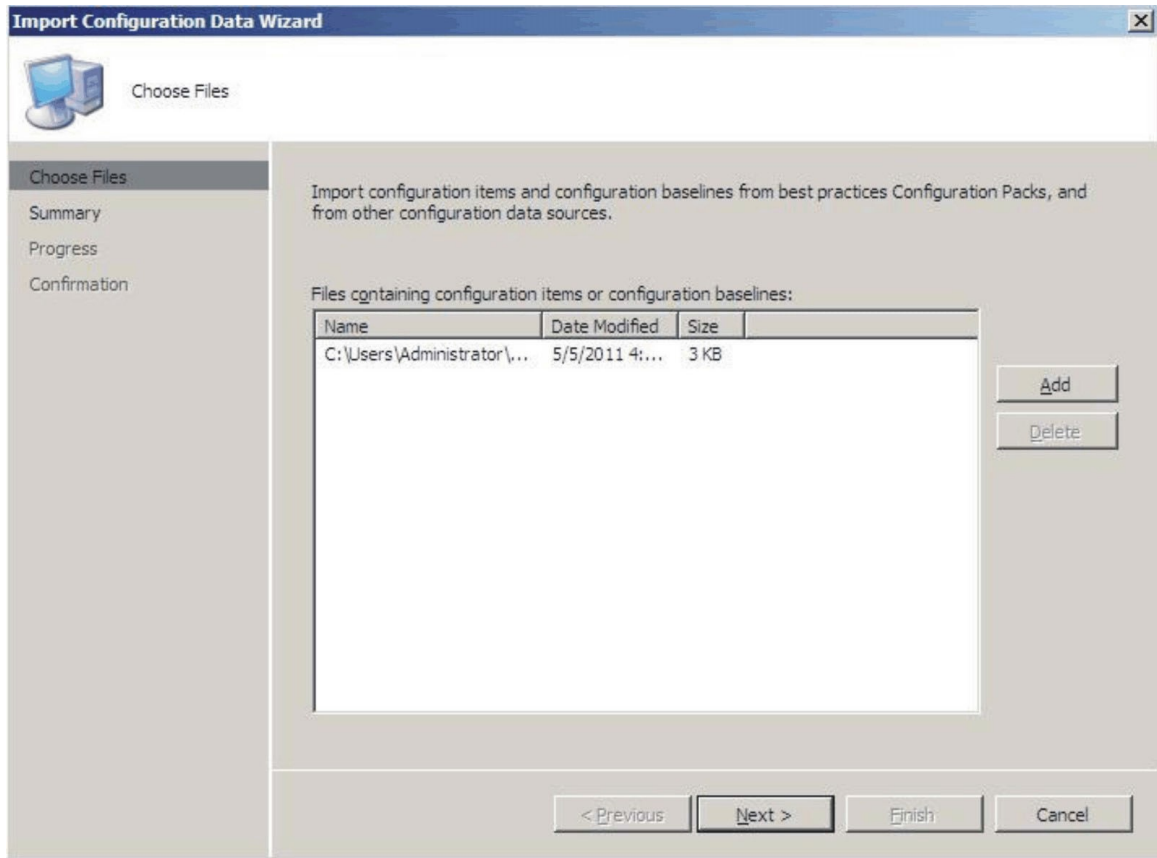 Import Configuration Data Wizard
Choose Files
Choose Files
Summary
Progress
Confirmation
Import configuration items and configuration baselines from best practices Configuration Packs, and
from other configuration data sources.
Files containing configuration items or configuration baselines:
Name Date Modified Size
C:\Users\Administrator\... 5/5/2011 4:... 3 KB
Add
Delete
< Previous Next > Finish Cancel